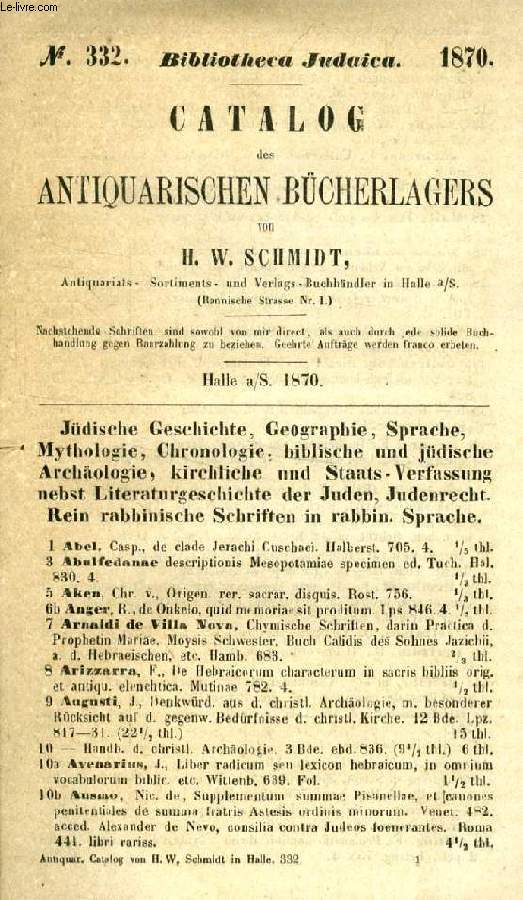 Le-livre.com
№. 332. Bibliotheca Judaica. 1870.
CATALOG
des
ANTIQUARISCHEN BÜCHERLAGERS
von
H. W. SCHMIDT,
Antiquariats- Sortiments- und Verlags-Buchhändler in Halle a/S.
(Rannische Strasse Nr. 1.)
Nachstehende Schriften sind sowohl von mir direct, als auch durch jede solide Buch-
handlung gegen Baarzahlung zu beziehen. Geehrte Aufträge werden franco erbeten.
Halle a/S. 1870.
Jüdische Geschichte, Geographie, Sprache,
Mythologie, Chronologie, biblische und jüdische
Archäologie, kirchliche und Staats-Verfassung
nebst Literaturgeschichte der Juden, Judenrecht.
Rein rabbinische Schriften in rabbin. Sprache.
1 Abel, Casp., de clade Jerachi Cuschaei. Halberst. 705. 4. thl.
3 Abulfedanae descriptionis Mesopotamiae specimen ed. Tuch. Hal.
830. 4. thl.
5 Aken, Chr. v., Origen. rer. sacrar. disquis. Rost. 756. thl.
6b Anger, R., de Onkelo, quid memoriae sit proditum. Lps 846. 4. thl.
7 Arnaldi de Villa Nova, Chymische Schriften, darin Practica d.
Prophetin Mariae, Moysis Schwester, Buch Calidis des Sohnes Jazichii,
a. d. Hebraeischen, etc. Hamb. 683. 2/3 thl.
8 Arizzarra, F., De Hebraicorum characterum in sacris bibliis orig.
et antiqu. elenchtica. Mutinae 782. 4. 1/2 thl.
9 Augusti, J., Denkwürd. aus d. christl. Archäologie, m. besonderer
Rücksicht auf d. gegenw. Bedürfnisse d. christl. Kirche. 12 Bde. Lpz.
817—31. (22 1/2 thl.) 15 thl.
10 — Handb. d. christl. Archäologie. 3 Bde. ebd. 836. (9 1/4 thl.) 6 thl.
10a Avenarius, J., Liber radicum seu lexicon hebraicum, in omnium
vocabulorum biblic. etc. Wittenb. 639. Fol. 1 1/2 thl.
10b Ausmo, Nic. de, Supplementum summae Pisanellae, et canones
penitentiales de summa fratris Astesis ordinis minorum. Venet. 482.
acced. Alexander de Nevo, consilia contra Judeos foenerantes. Roma
441. libri rariss. 4 1/2 thl.
Antiquar. Catalog von H. W. Schmidt in Halle. 332 1